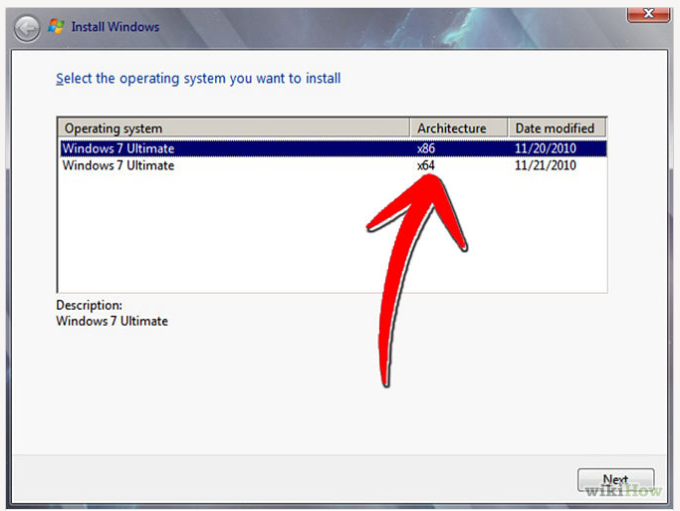 Install Windows
Select the operating system you want to install
Operating system Architecture Date modified
Windows 7 Ultimate x86 11/20/2010
Windows 7 Ultimate x64 11/21/2010
Description:
Windows 7 Ultimate
Next
wikiHow